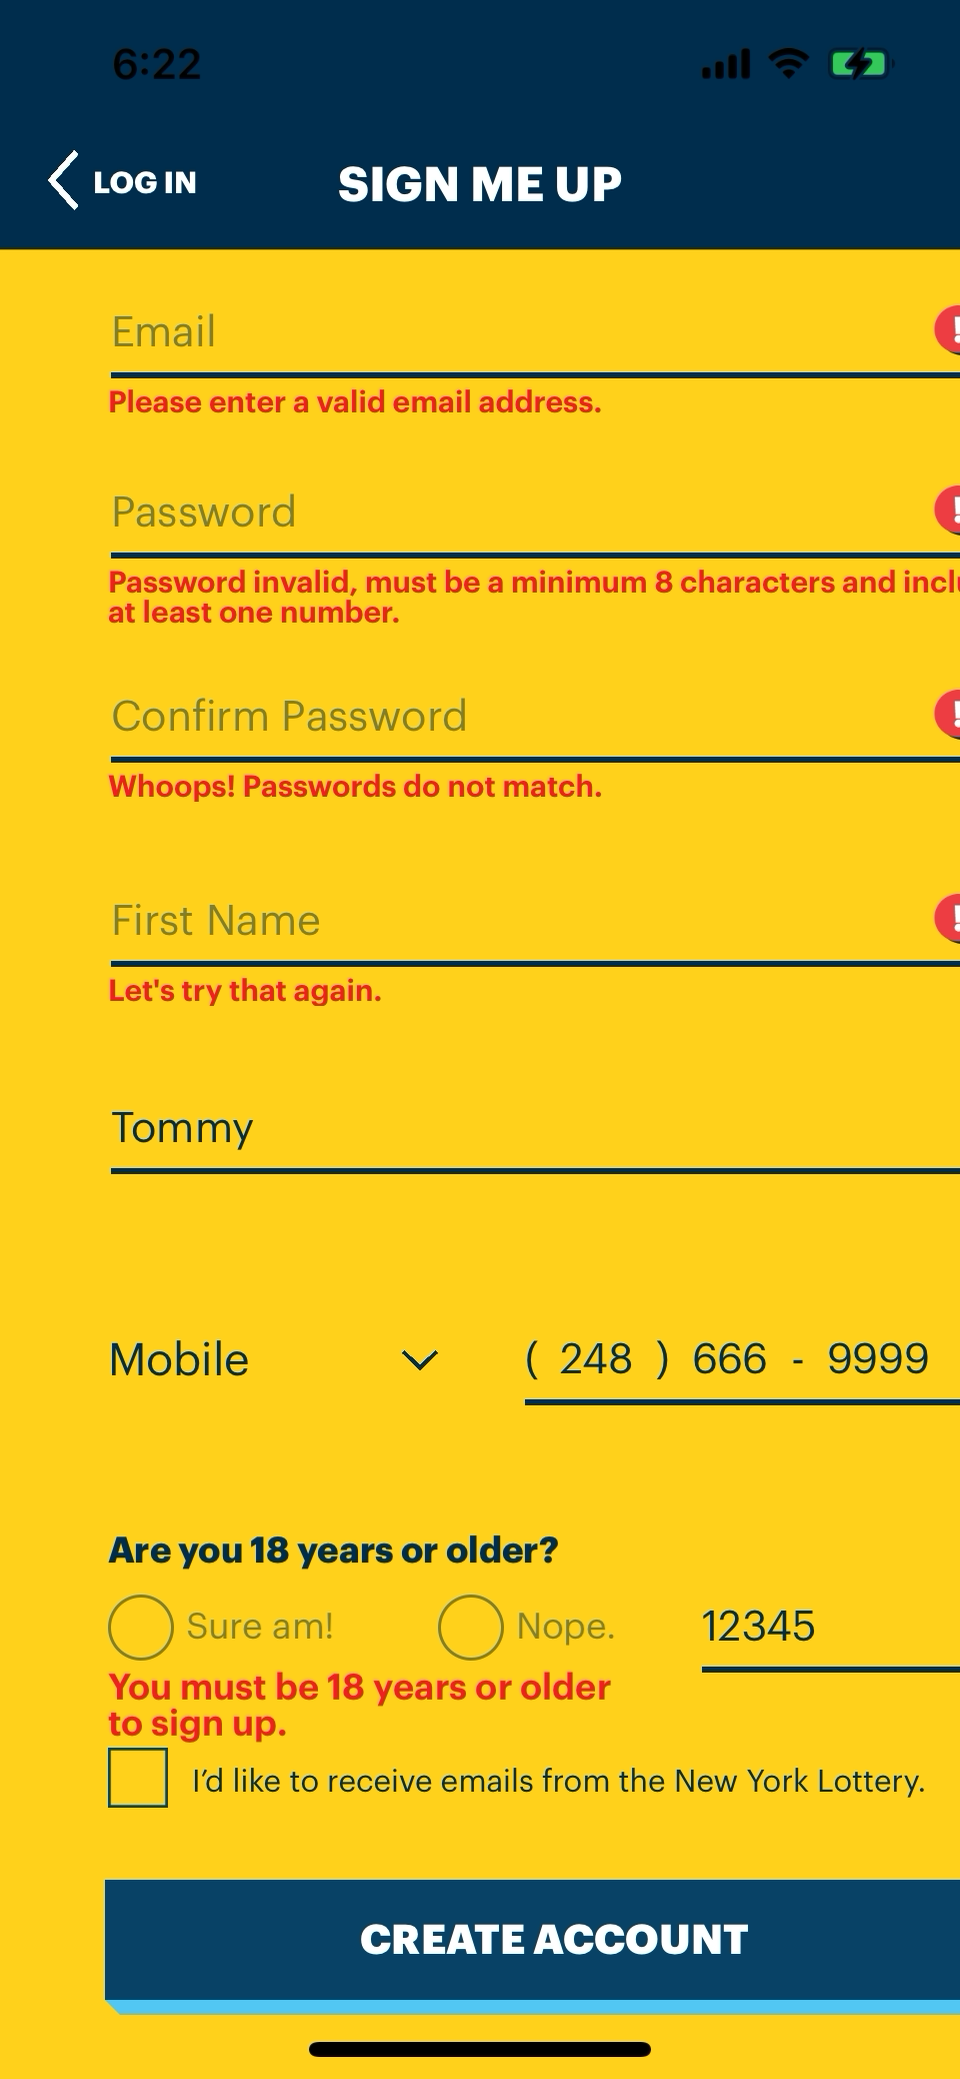 6:22
LOG IN
SIGN ME UP
Email
Please enter a valid email address.
Password
Password invalid, must be a minimum 8 characters and inclu
at least one number.
Confirm Password
Whoops! Passwords do not match.
First Name
Let's try that again.
Tommy
Mobile
( 248 ) 666 - 9999
Are you 18 years or older?
Sure am!
Nope.
12345
You must be 18 years or older
to sign up.
I’d like to receive emails from the New York Lottery.
CREATE ACCOUNT